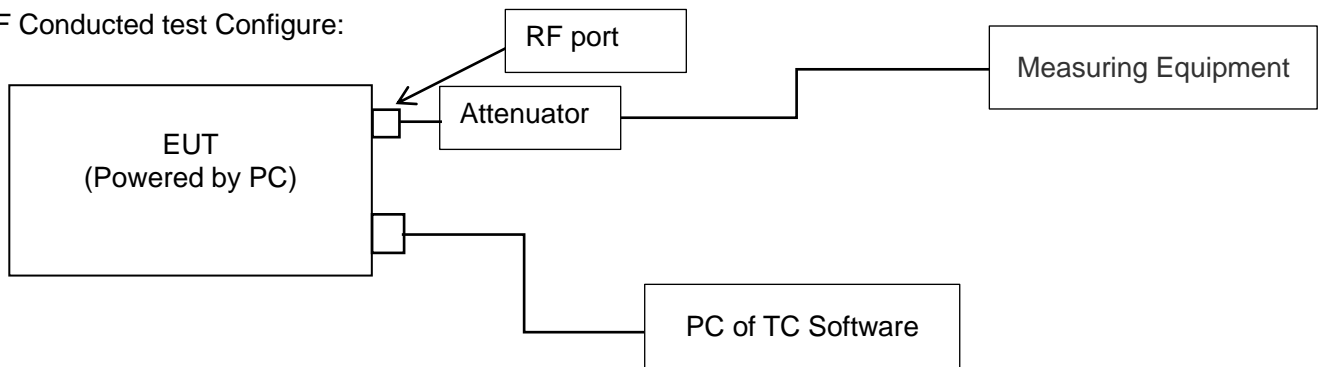 F Conducted test Configure:
RF port
Measuring Equipment
Attenuator
EUT
(Powered by PC)
PC of TC Software